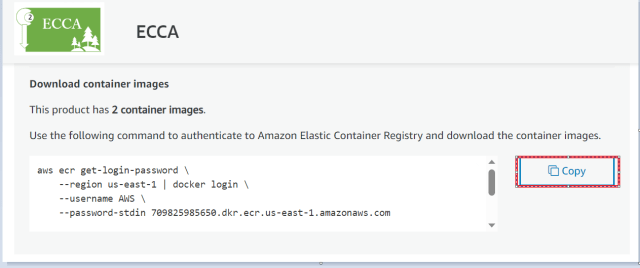 2
ECCA
ECCA
Download container images
This product has 2 container images.
Use the following command to authenticate to Amazon Elastic Container Registry and download the container images.
aws ecr get-login-password \
--region us-east-1 | docker login \
--username AWS \
--password-stdin 709825985650.dkr.ecr.us-east-1.amazonaws.com
Copy